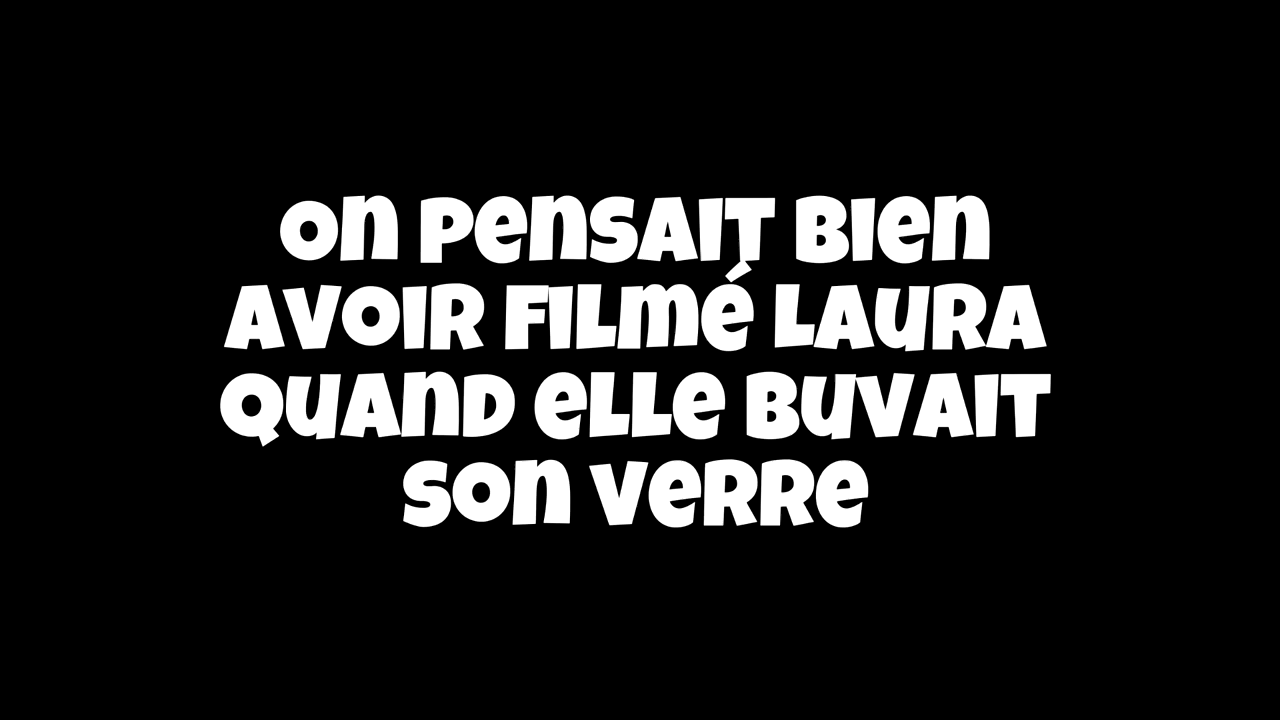 On pensait bien
avoir filmé Laura
quand elle buvait
son verre